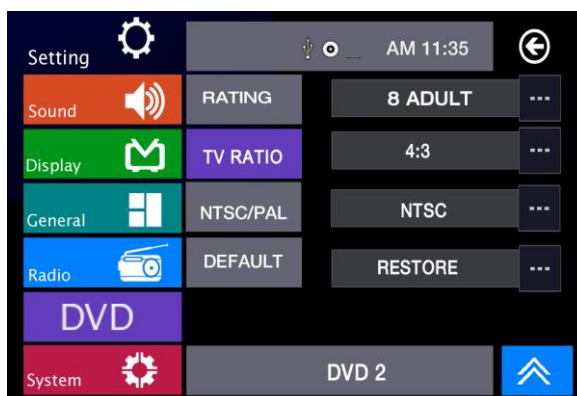 Setting
AM 11:35
Sound
RATING
8 ADULT
Display
TV RATIO
4:3
General
NTSC/PAL
NTSC
Radio
DEFAULT
RESTORE
DVD
System
DVD 2